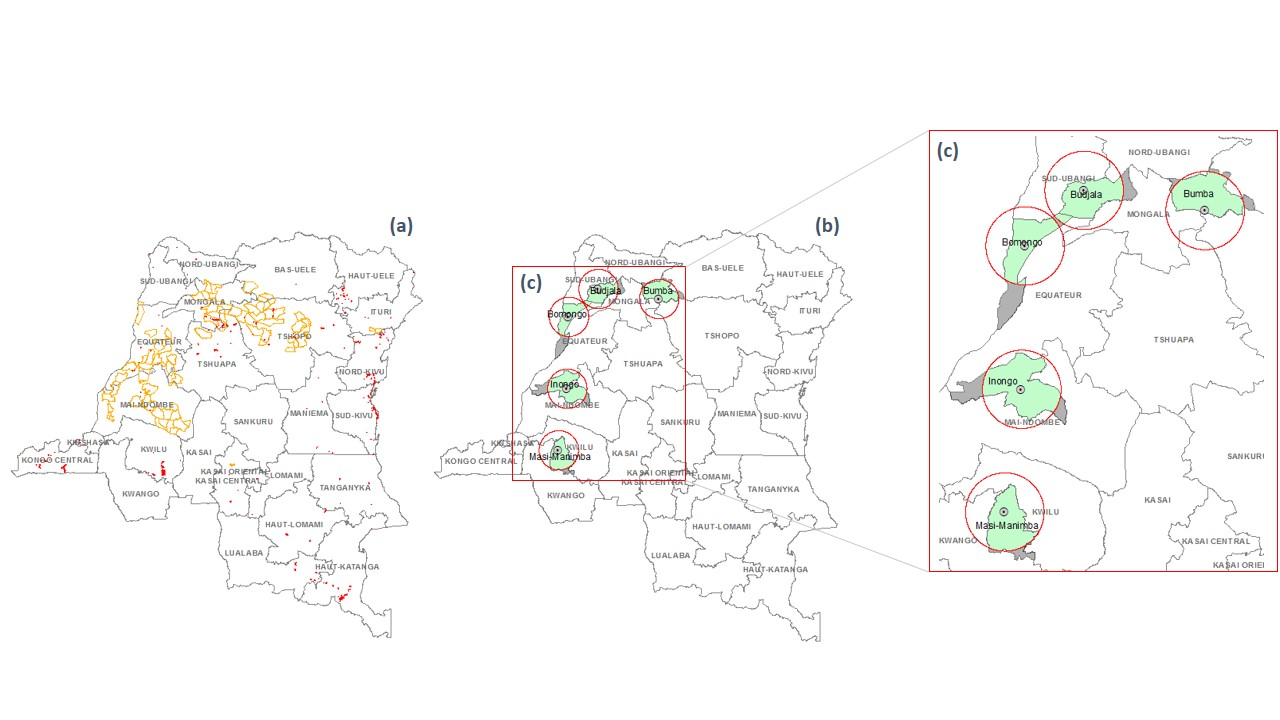 (a)
NORD-UBANGI
SUD-UBANGI
BAS-UELE
HAUT-UELE
MONGALA
ITURI
EQUATEUR
TSHOPO
TSHUAPA
NORD-KIVU
MAI-NDOMBE
MANIEMA
SUD-KIVU
SANKURU
KINSHASA
KWILU
KASAI
KONGO CENTRAL
KASAI ORIENTAL
LOMAMI
KASAI CENTRAL
KWANGO
TANGANYIKA
HAUT-LOMAMI
LUALABA
HAUT-KATANGA
(b)
NORD-UBANGI
BAS-UELE
HAUT-UELE
(c)
SUD-UBANGI
Budjala
Bumba
MONGALA
ITURI
Bomongo
EQUATEUR
TSHOPO
TSHUAPA
NORD-KIVU
Inongo
MAI-NDOMBE
MANIEMA
SUD-KIVU
SANKURU
KINSHASA
KWILU
KASAI
Masi-Manimba
KONGO CENTRAL
KASAI ORIENTAL
LOMAMI
KASAI CENTRAL
KWANGO
TANGANYIKA
HAUT-LOMAMI
LUALABA
HAUT-KATANGA
(c)
NORD-UBANGI
SUD-UBANGI
Budjala
Bumba
MONGALA
Bomongo
EQUATEUR
TSHUAPA
Inongo
MAI-NDOMBE
SANKURU
KASAI
KWILU
Masi-Manimba
KWANGO
KASAI CENTRAL
KASAI ORIE